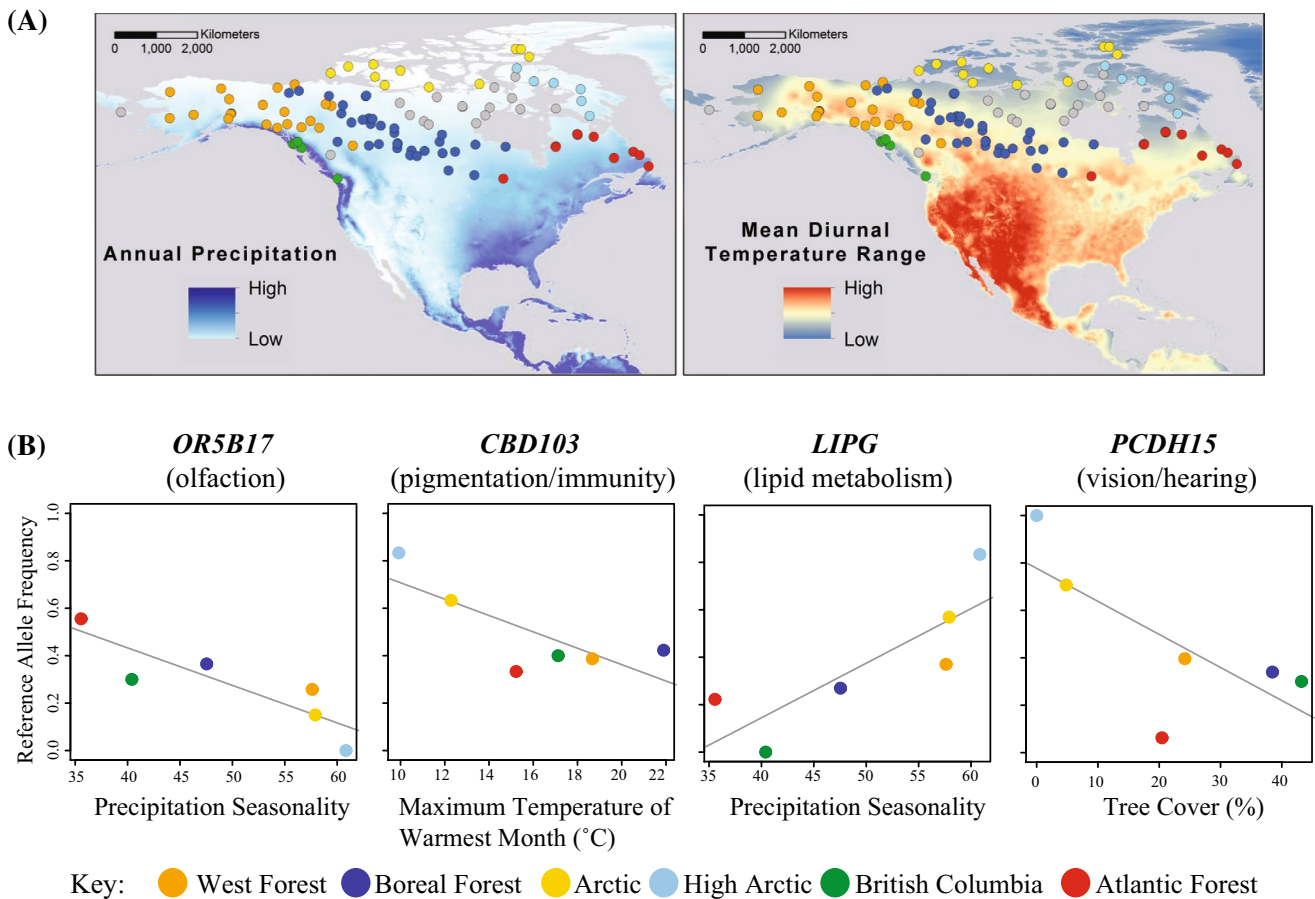 (A)
Kilometers
0 1,000 2,000
Annual Precipitation
High
Low
Kilometers
0 1,000 2,000
Mean Diurnal
Temperature Range
High
Low
(B)
OR5B17
(olfaction)
CBD103
(pigmentation/immunity)
LIPG
(lipid metabolism)
PCDH15
(vision/hearing)
Reference Allele Frequency
0.0 0.2 0.4 0.6 0.8 1.0
35 40 45 50 55 60
Precipitation Seasonality
10 12 14 16 18 20 22
Maximum Temperature of
Warmest Month (˚C)
35 40 45 50 55 60
Precipitation Seasonality
0 10 20 30 40
Tree Cover (%)
Key: West Forest Boreal Forest Arctic High Arctic British Columbia Atlantic Forest